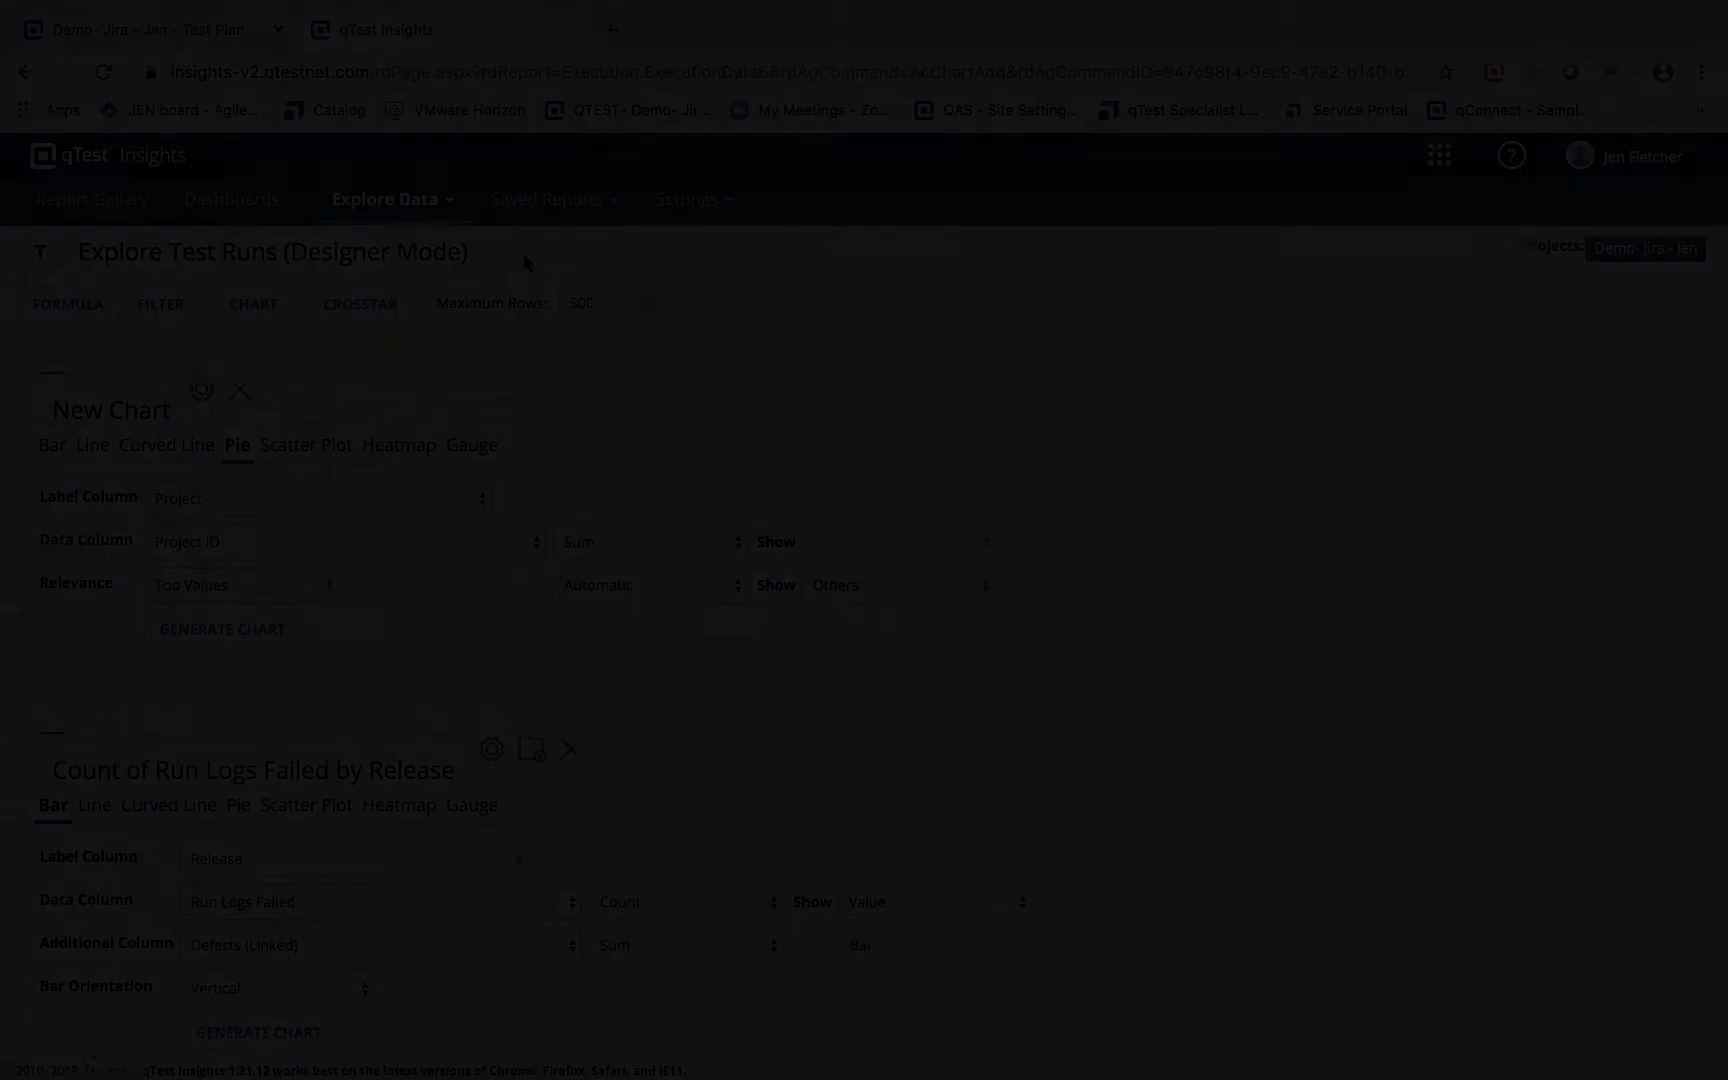 Demo- Jira - Jen - Test Plan
qTest Insights
insights-v2.qtestnet.com/rdPage.aspx?rdReport=Execution.ExecutionData6&rdAgCommand=AcChartAdd&rdAgCommandID=
Apps JEN board - Agile... Catalog VMware Horizon QTEST- Demo- Jir... My Meetings - Zo... QAS - Site Setting... qTest Specialist L... Service Portal qConnect - Sampl... »
qTest Insights
Jen Fletcher
Report Gallery Dashboards Explore Data Saved Reports Settings
Explore Test Runs (Designer Mode)
Projects: Demo- Jira - Jen
FORMULA FILTER CHART CROSSTAB Maximum Rows: 500
New Chart
Bar Line Curved Line Pie Scatter Plot Heatmap Gauge
Label Column Project
Data Column Project ID Sum Show
Relevance Top Values Automatic Show Others
GENERATE CHART
Count of Run Logs Failed by Release
Bar Line Curved Line Pie Scatter Plot Heatmap Gauge
Label Column Release
Data Column Run Logs Failed Count Show Value
Additional Column Defects (Linked) Sum Bar
Bar Orientation Vertical
GENERATE CHART
qTest Insights 1.21.12 works best on the latest versions of Chrome, Firefox, Safari, and IE11.